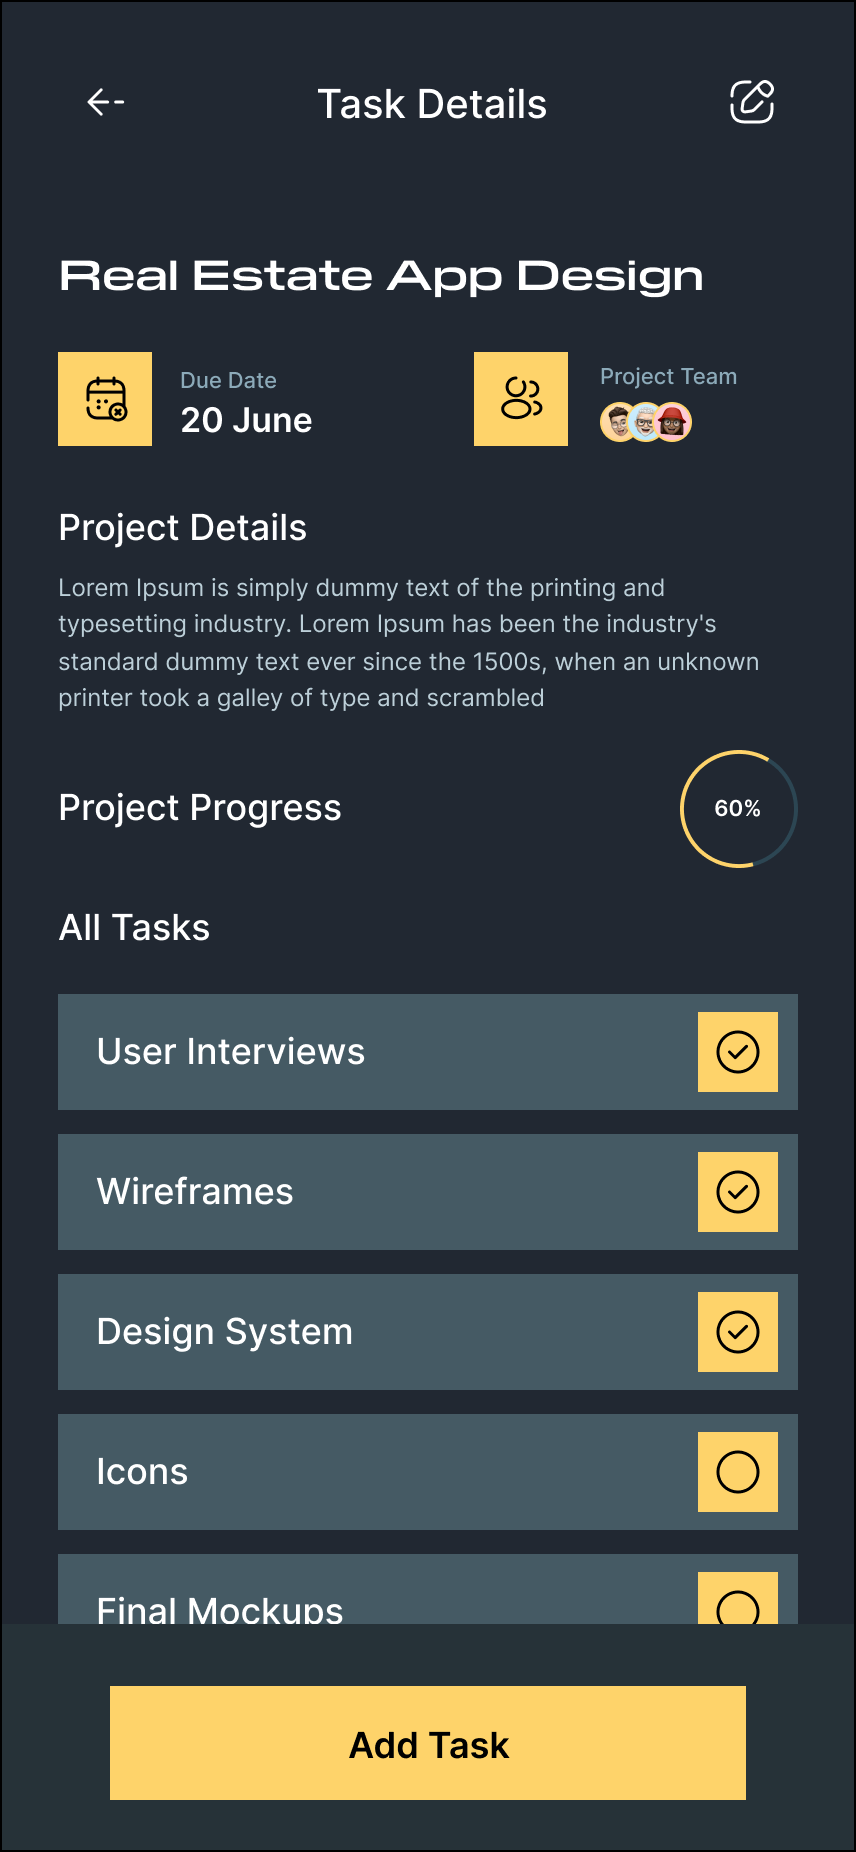 Task Details
Real Estate App Design
Due Date
20 June
Project Team
Project Details
Lorem Ipsum is simply dummy text of the printing and
typesetting industry. Lorem Ipsum has been the industry's
standard dummy text ever since the 1500s, when an unknown
printer took a galley of type and scrambled
Project Progress
60%
All Tasks
User Interviews
Wireframes
Design System
Icons
Final Mockups
Add Task